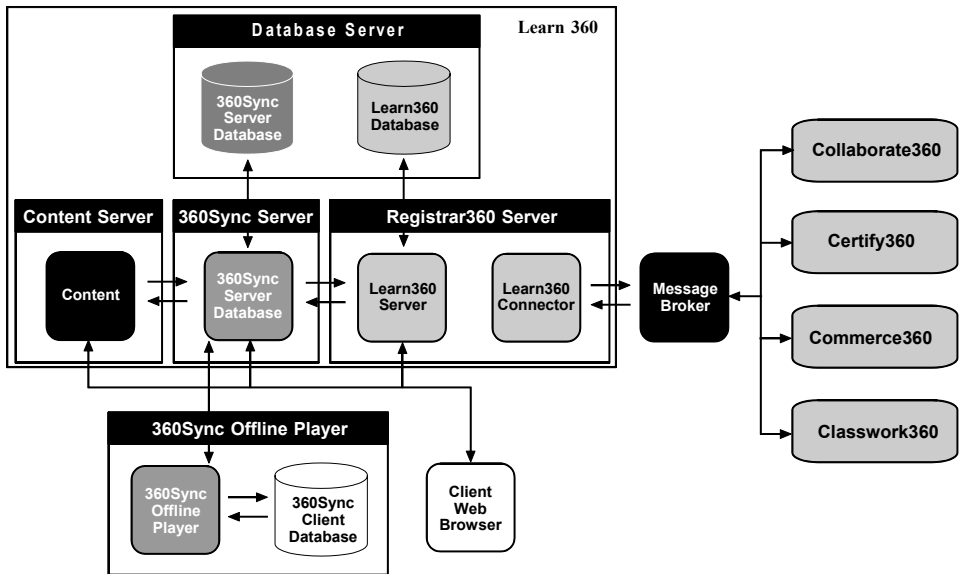 Database Server
Learn 360
360Sync
Server
Database
Learn360
Database
Content Server
360Sync Server
Registrar360 Server
Content
360Sync
Server
Database
Learn360
Server
Learn360
Connector
Message
Broker
Collaborate360
Certify360
Commerce360
Classwork360
360Sync Offline Player
360Sync
Offline
Player
360Sync
Client
Database
Client
Web
Browser